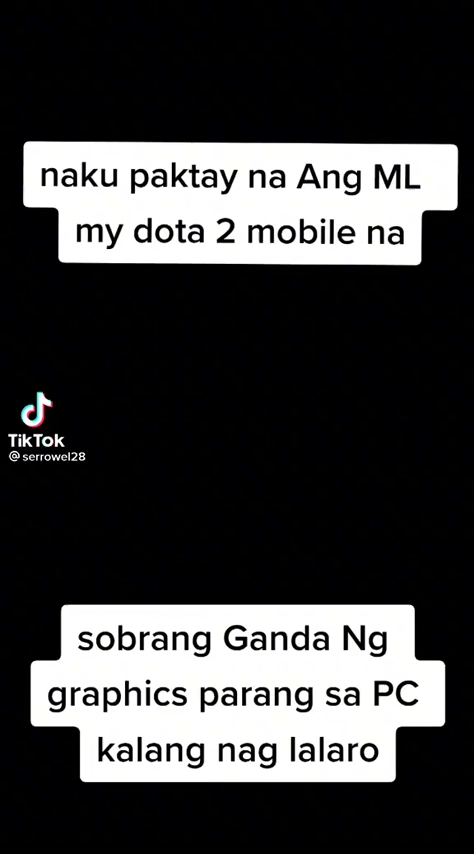 naku paktay na Ang ML
my dota 2 mobile na
TikTok
@serrowel28
sobrang Ganda Ng
graphics parang sa PC
kalang nag lalaro